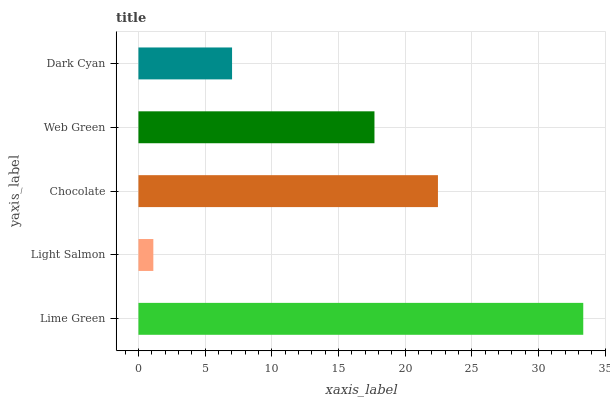 title
yaxis_label
Dark Cyan
Web Green
Chocolate
Light Salmon
Lime Green
0 5 10 15 20 25 30 35
xaxis_label